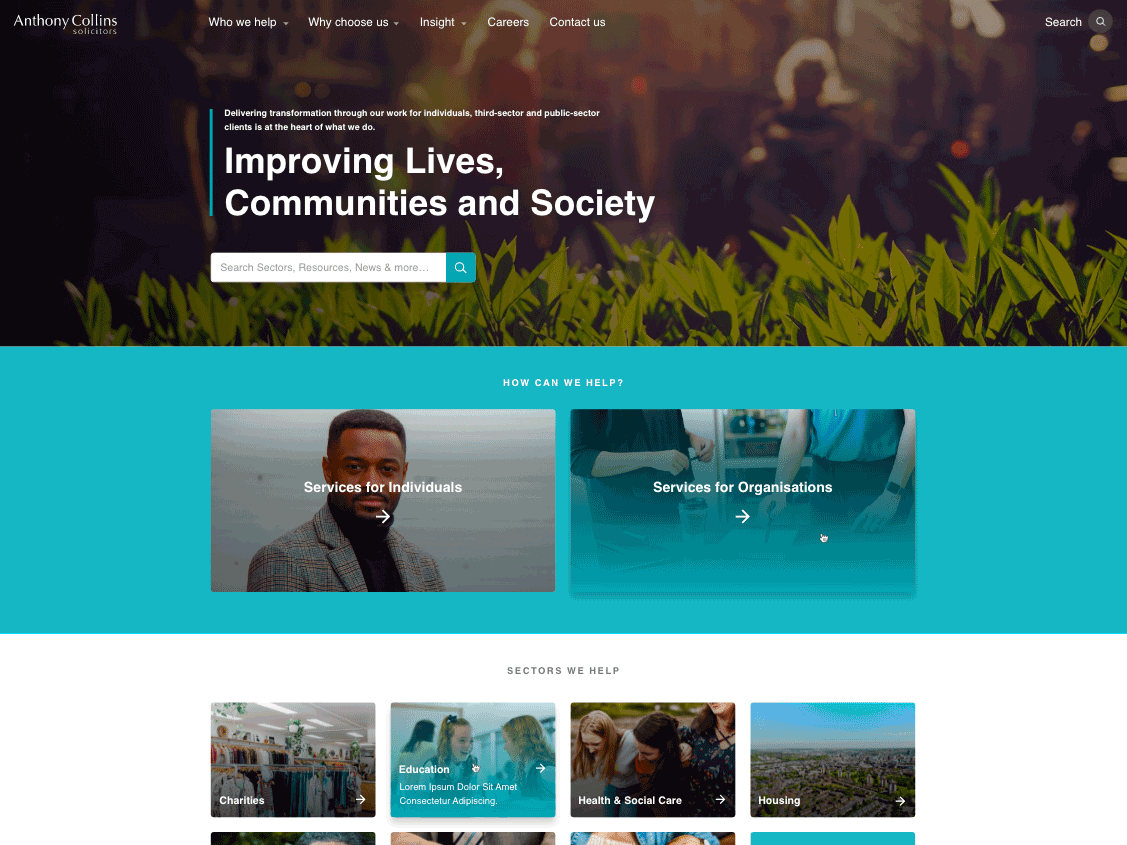 Anthony Collins
solicitors
Who we help
Why choose us
Insight
Careers
Contact us
Search
Delivering transformation through our work for individuals, third-sector and public-sector
clients is at the heart of what we do.
Improving Lives,
Communities and Society
Search Sectors, Resources, News & more...
HOW CAN WE HELP?
Services for Individuals
Services for Organisations
SECTORS WE HELP
Charities
Education
Lorem Ipsum Dolor Sit Amet
Consectetur Adipiscing.
Health & Social Care
Housing